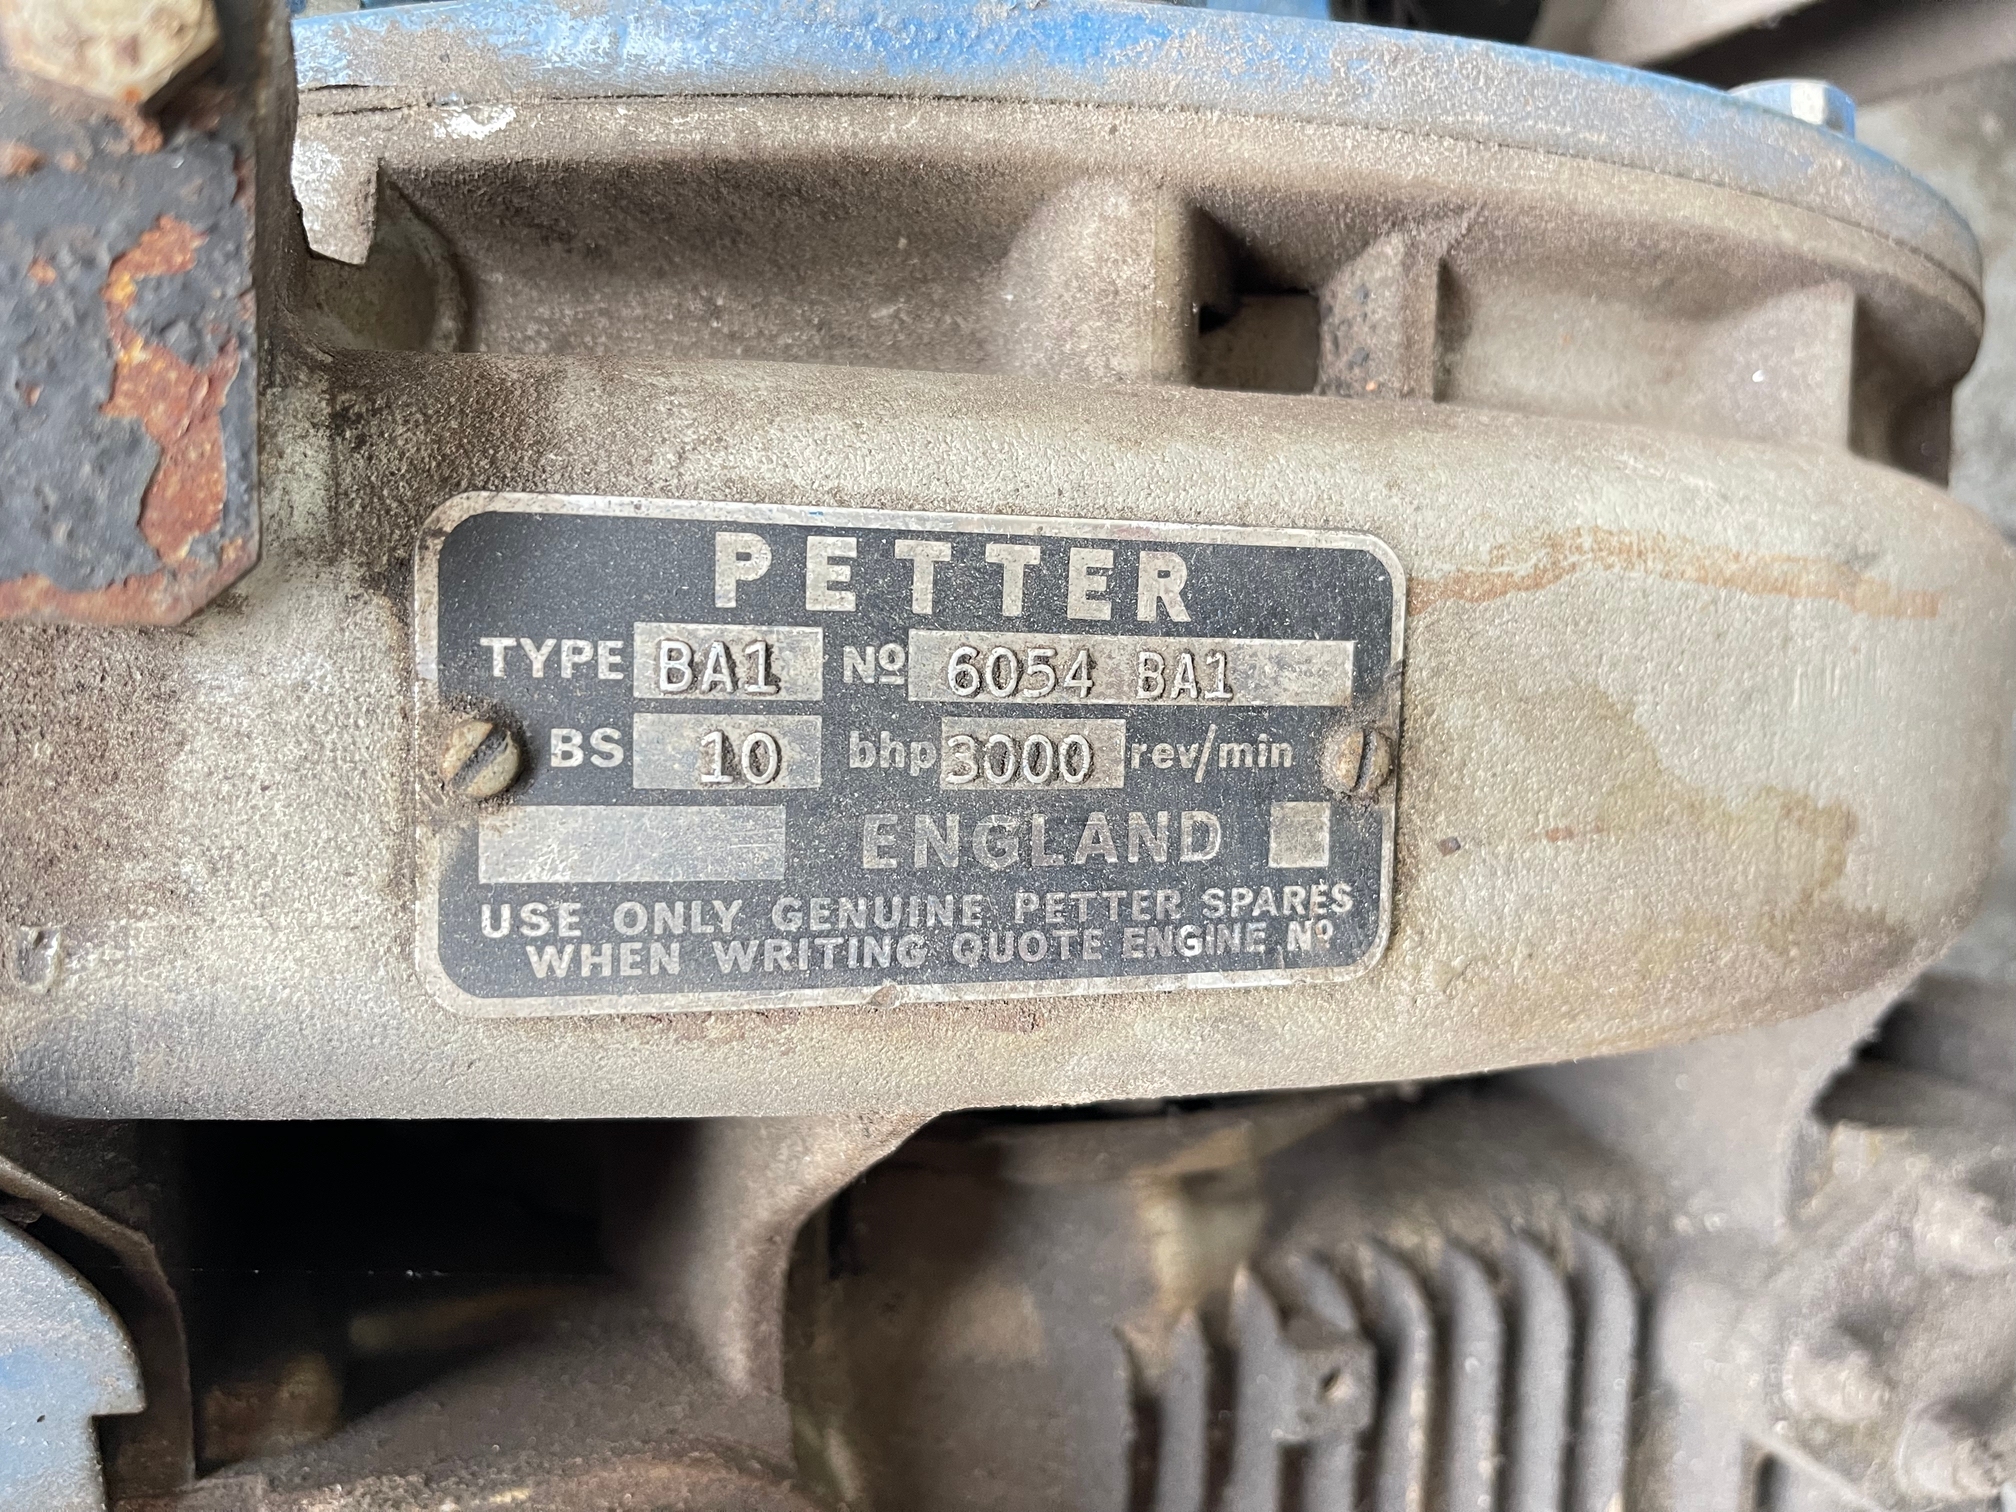 PETTER
TYPE BA1 Nº 6054 BA1
BS 10 bhp 3000 rev/min
ENGLAND
USE ONLY GENUINE PETTER SPARES
WHEN WRITING QUOTE ENGINE Nº